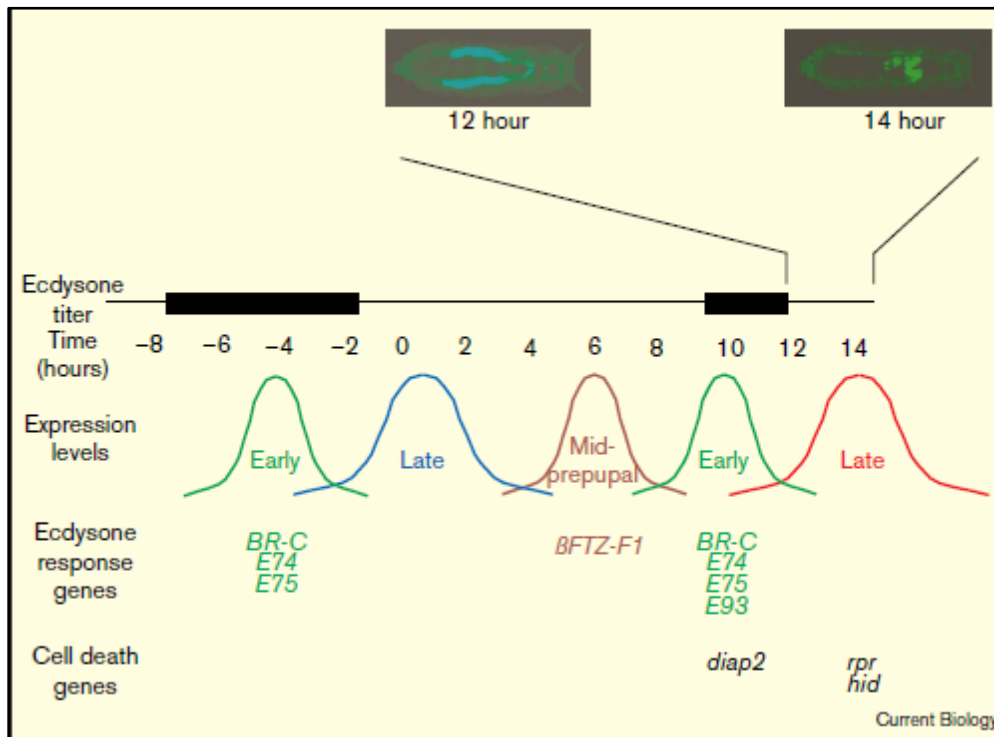 12 hour
14 hour
Ecdysone
titer
Time
(hours)
–8 –6 –4 –2 0 2 4 6 8 10 12 14
Expression
levels
Early
Late
Mid-
prepupal
Early
Late
Ecdysone
response
genes
BR-C
E74
E75
βFTZ-F1
BR-C
E74
E75
E93
Cell death
genes
diap2
rpr
hid
Current Biology